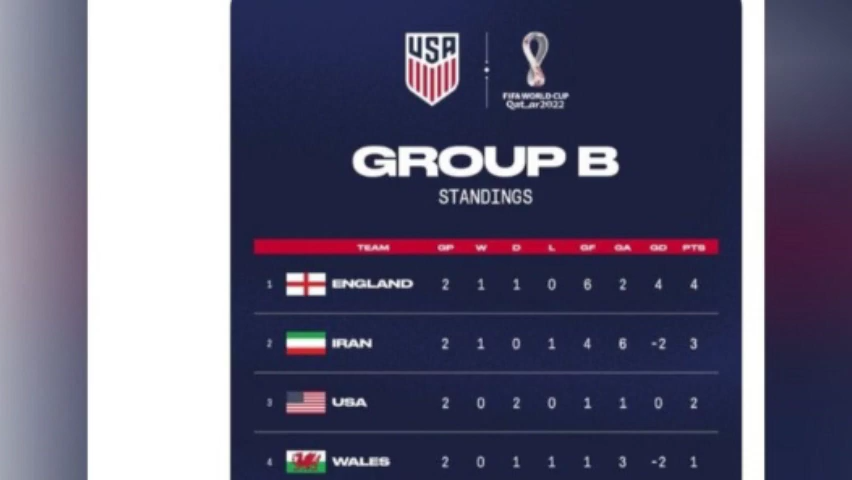 USA
FIFA WORLD CUP
Qat_ar2022
GROUP B
STANDINGS
TEAM GP W D L GF GA GD PTS
1 ENGLAND 2 1 1 0 6 2 4 4
2 IRAN 2 1 0 1 4 6 -2 3
3 USA 2 0 2 0 1 1 0 2
4 WALES 2 0 1 1 1 3 -2 1